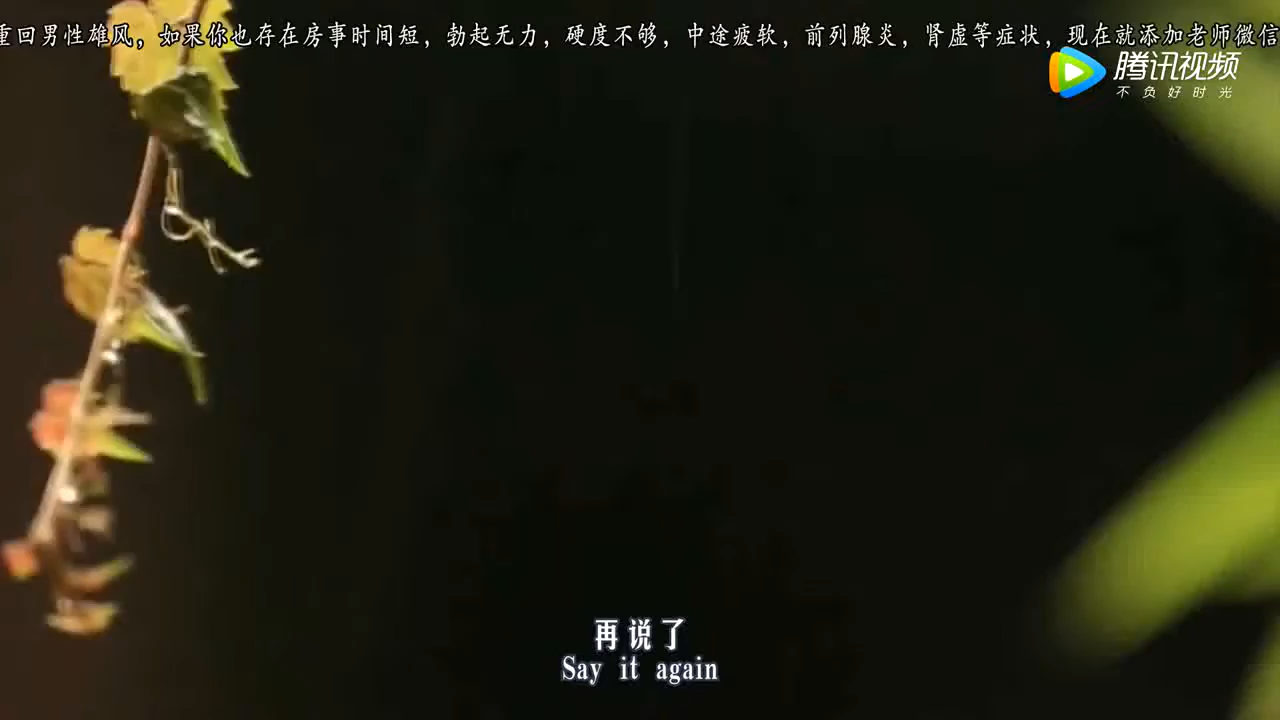 重回男性雄风，如果你也存在房事时间短，勃起无力，硬度不够，中途疲软，前列腺炎，肾虚等症状，现在就添加老师微信
腾讯视频
不负好时光
再说了
Say it again